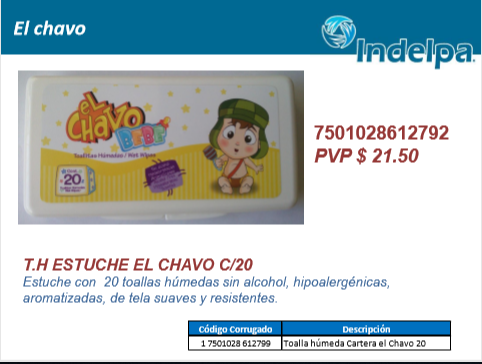 El chavo
Indelpa.
EL
CHAVO
BEBÉ
Toallitas Húmedas / Wet Wipes
20
7501028612792
PVP $ 21.50
T.H ESTUCHE EL CHAVO C/20
Estuche con 20 toallas húmedas sin alcohol, hipoalergénicas,
aromatizadas, de tela suaves y resistentes.
Código Corrugado Descripción
1 7501028 612799 Toalla húmeda Cartera el Chavo 20